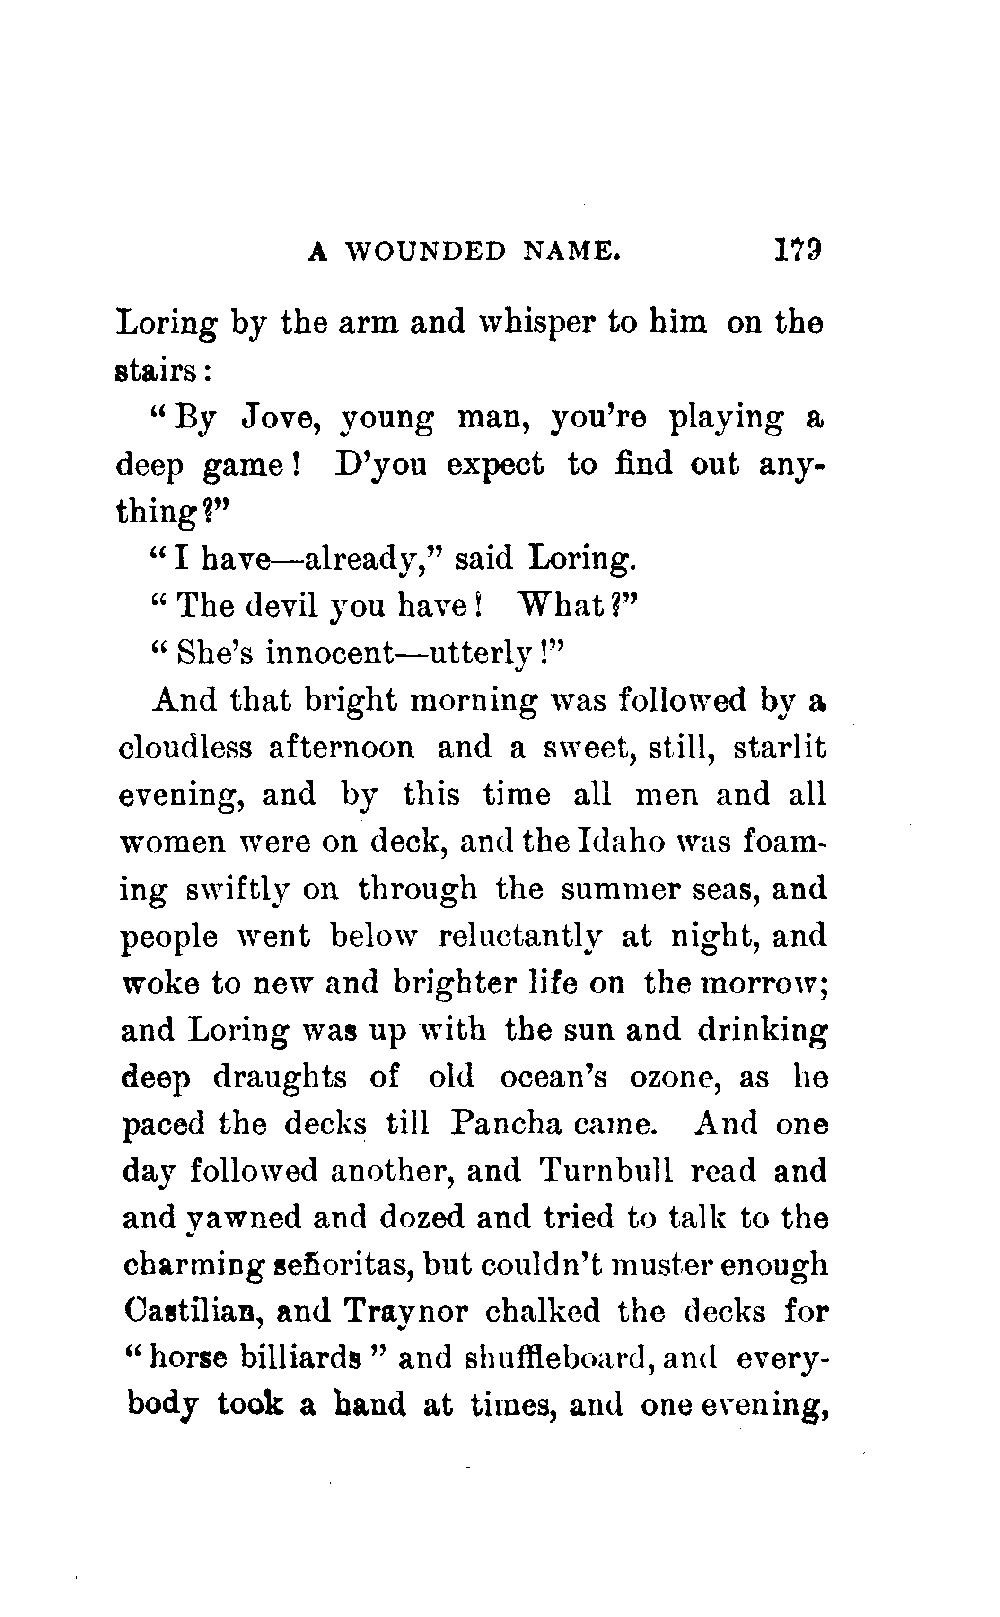 A WOUNDED NAME. 179
Loring by the arm and whisper to him on the
stairs:
"By Jove, young man, you're playing a
deep game! D'you expect to find out any-
thing?"
"I have—already," said Loring.
"The devil you have! What?"
"She's innocent—utterly!"
And that bright morning was followed by a
cloudless afternoon and a sweet, still, starlit
evening, and by this time all men and all
women were on deck, and the Idaho was foam-
ing swiftly on through the summer seas, and
people went below reluctantly at night, and
woke to new and brighter life on the morrow;
and Loring was up with the sun and drinking
deep draughts of old ocean's ozone, as he
paced the decks till Pancha came. And one
day followed another, and Turnbull read and
and yawned and dozed and tried to talk to the
charming señoritas, but couldn't muster enough
Castilian, and Traynor chalked the decks for
"horse billiards" and shuffleboard, and every-
body took a hand at times, and one evening,